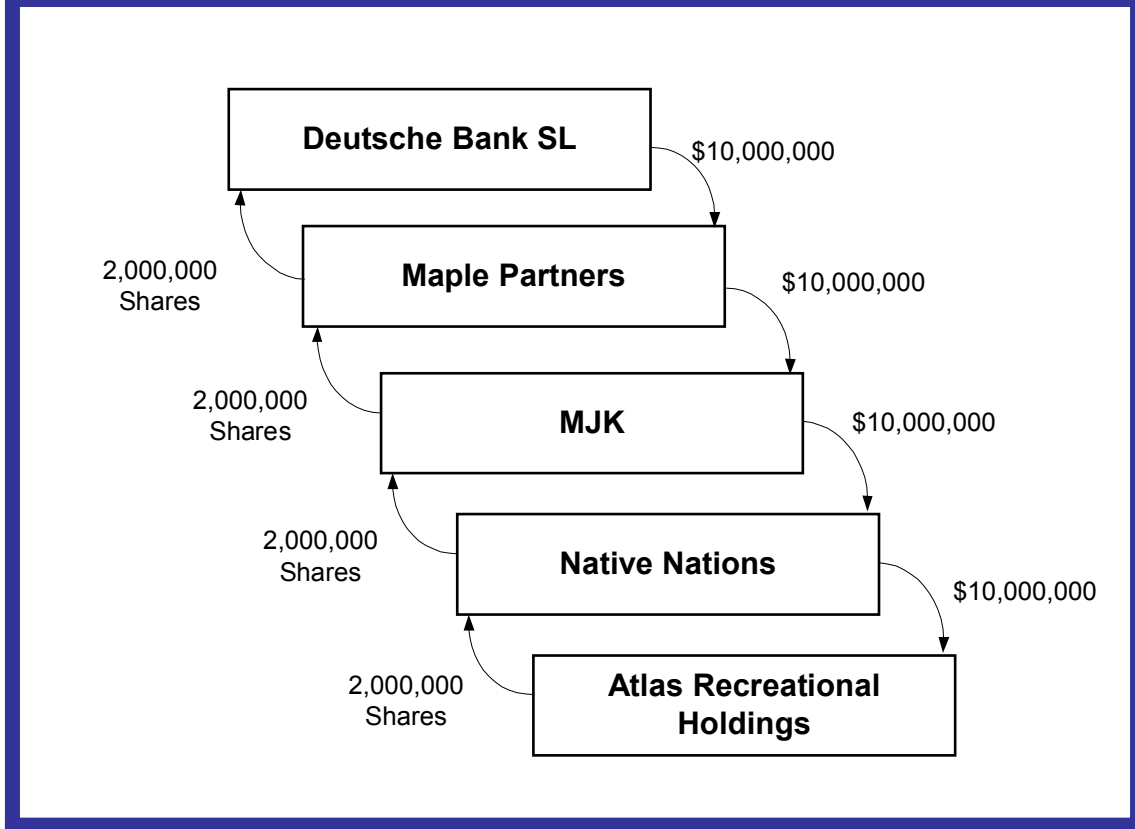 Deutsche Bank SL
$10,000,000
2,000,000
Shares
Maple Partners
$10,000,000
2,000,000
Shares
MJK
$10,000,000
2,000,000
Shares
Native Nations
$10,000,000
2,000,000
Shares
Atlas Recreational
Holdings